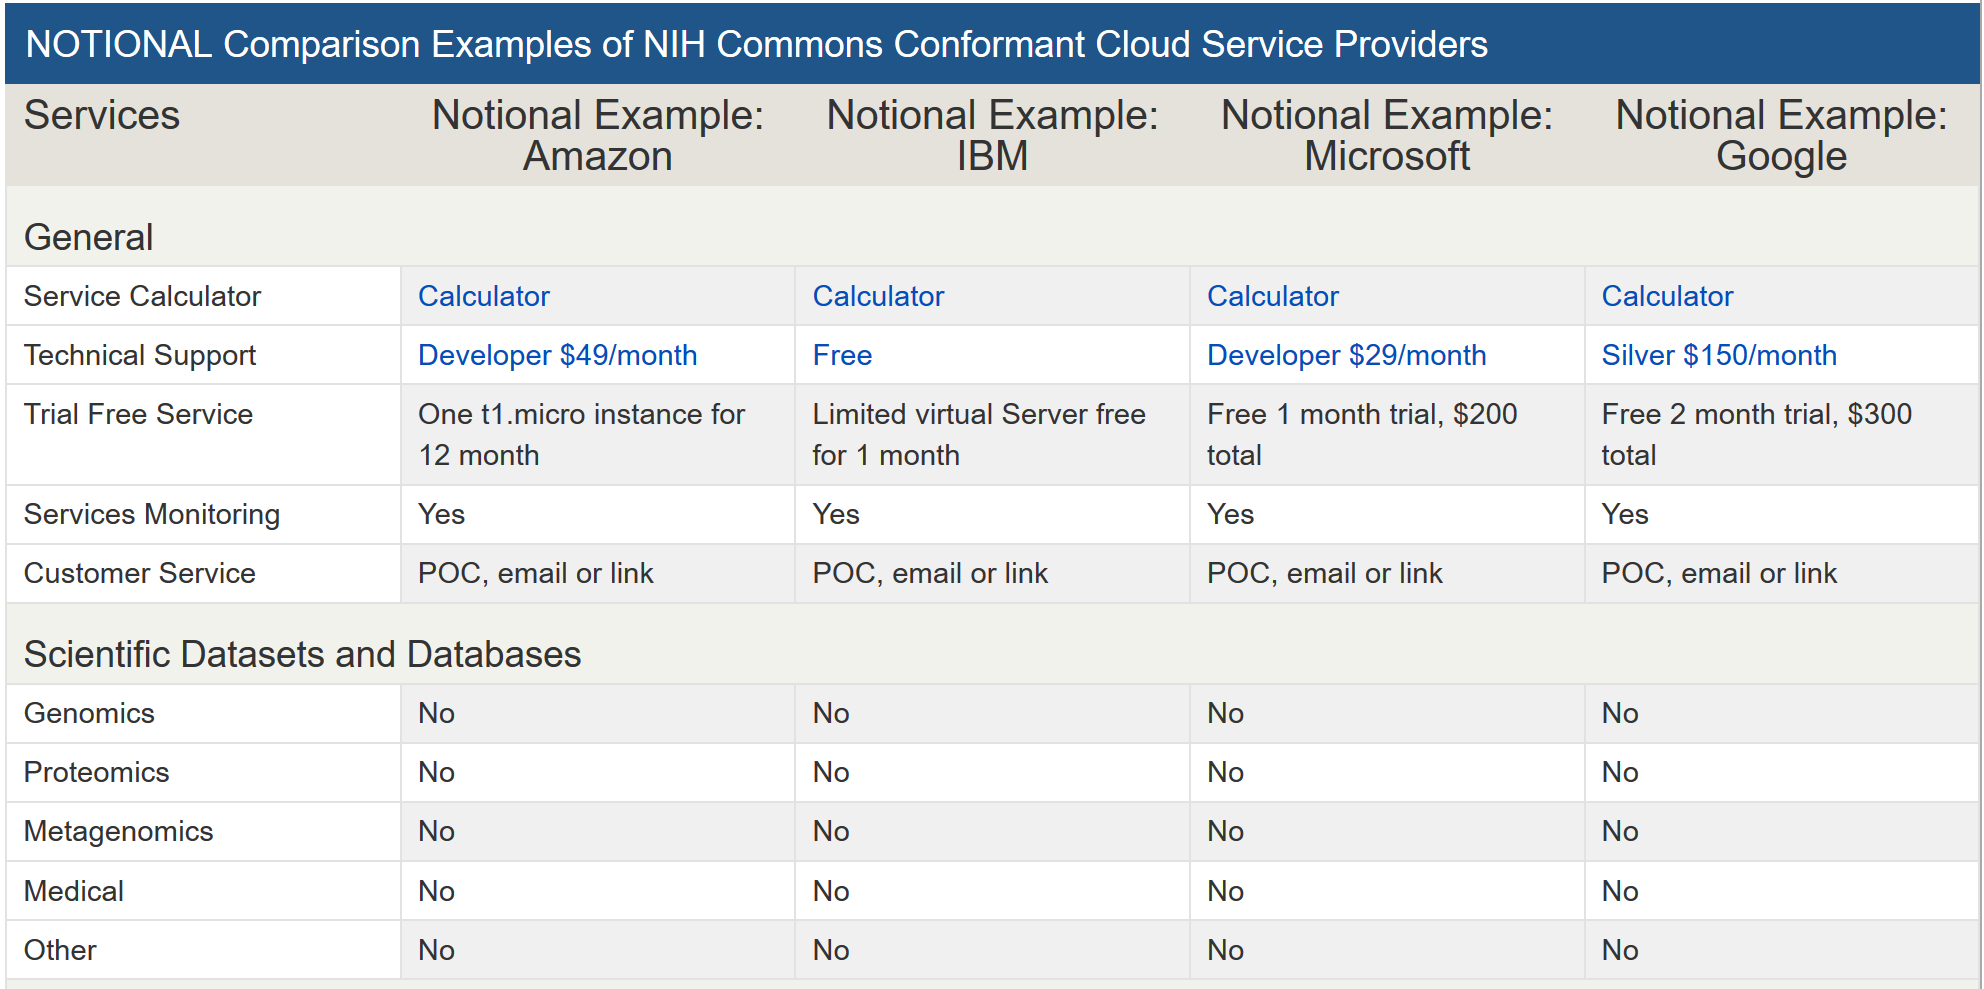 NOTIONAL Comparison Examples of NIH Commons Conformant Cloud Service Providers
Services Notional Example: Amazon Notional Example: IBM Notional Example: Microsoft Notional Example: Google
General
Service Calculator Calculator Calculator Calculator Calculator
Technical Support Developer $49/month Free Developer $29/month Silver $150/month
Trial Free Service One t1.micro instance for 12 month Limited virtual Server free for 1 month Free 1 month trial, $200 total Free 2 month trial, $300 total
Services Monitoring Yes Yes Yes Yes
Customer Service POC, email or link POC, email or link POC, email or link POC, email or link
Scientific Datasets and Databases
Genomics No No No No
Proteomics No No No No
Metagenomics No No No No
Medical No No No No
Other No No No No